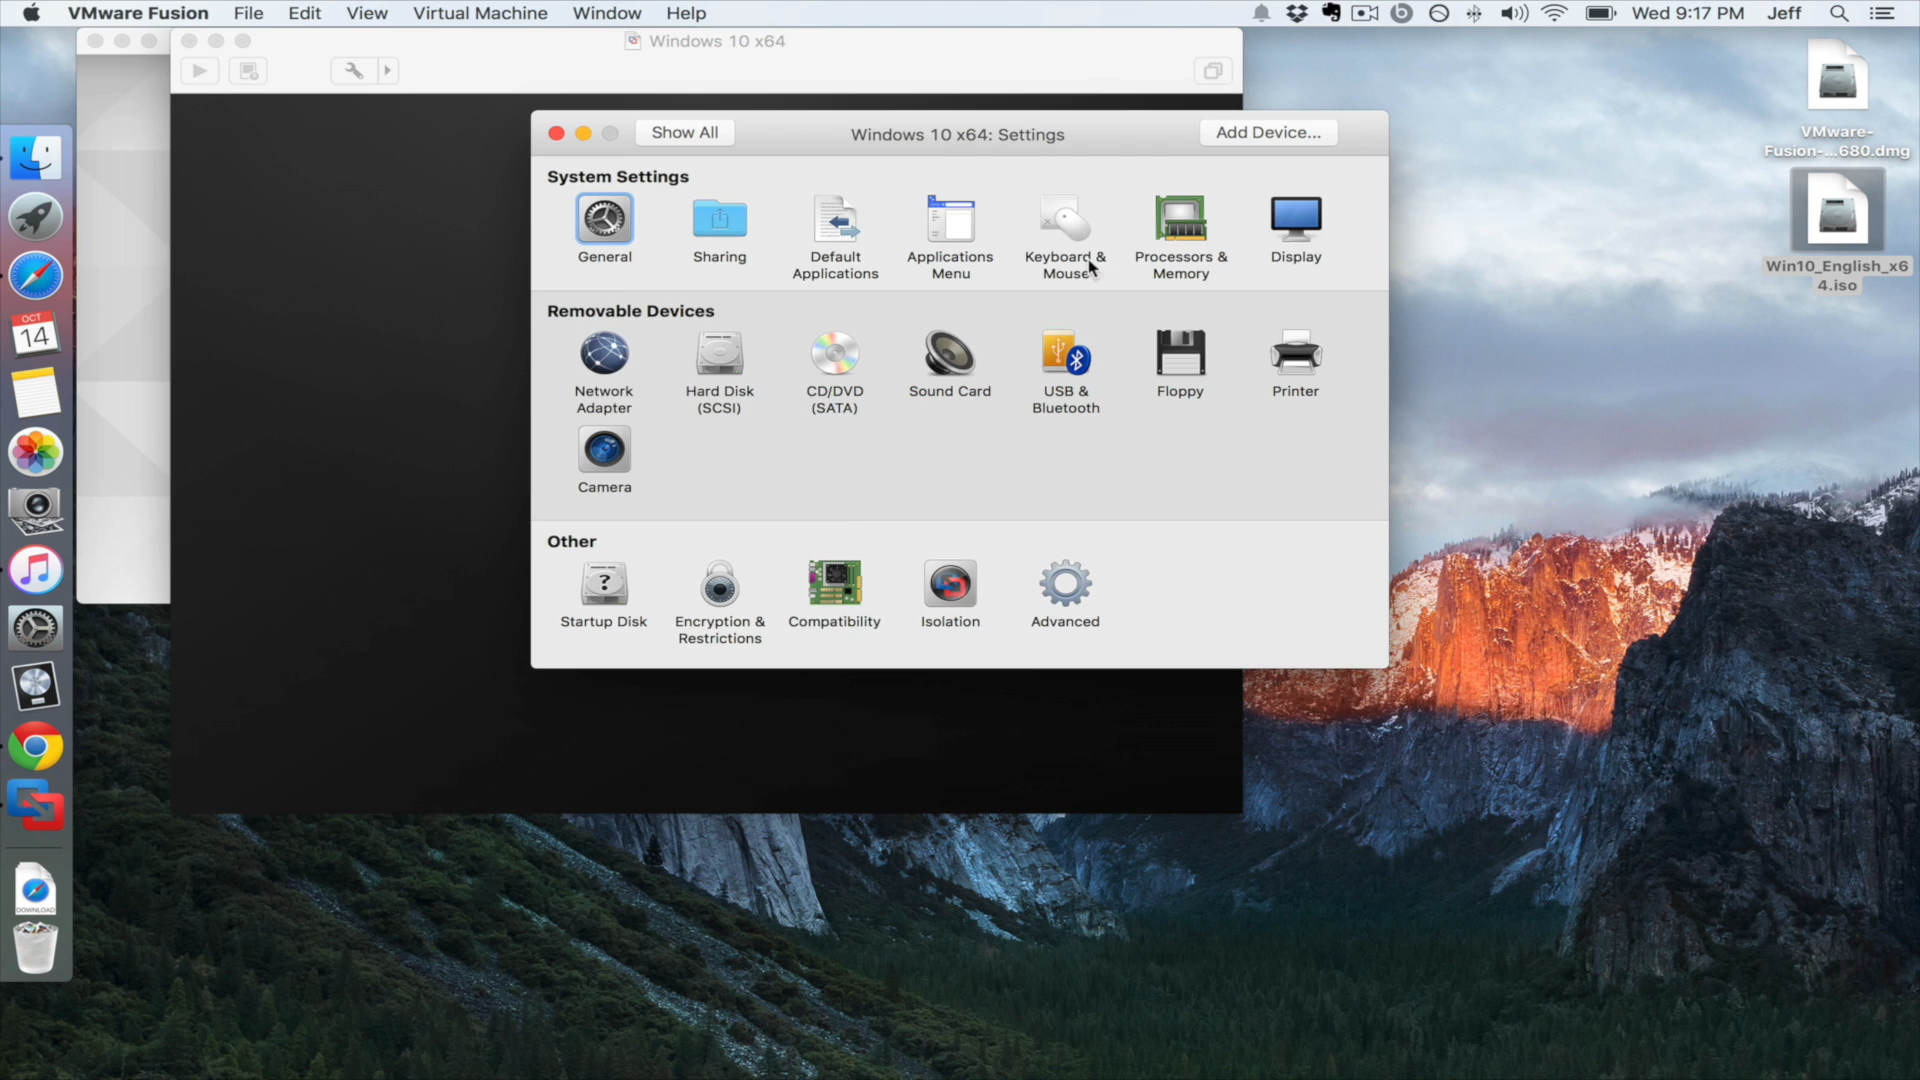 VMware Fusion File Edit View Virtual Machine Window Help Wed 9:17 PM Jeff
Windows 10 x64
Show All
Windows 10 x64: Settings
Add Device...
System Settings
General
Sharing
Default
Applications
Applications
Menu
Keyboard &
Mouse
Processors &
Memory
Display
Removable Devices
Network
Adapter
Hard Disk
(SCSI)
CD/DVD
(SATA)
Sound Card
USB &
Bluetooth
Floppy
Printer
Camera
Other
Startup Disk
Encryption &
Restrictions
Compatibility
Isolation
Advanced
VMware-
Fusion-...680.dmg
Win10_English_x6
4.iso
OCT
14
DOWNLOAD